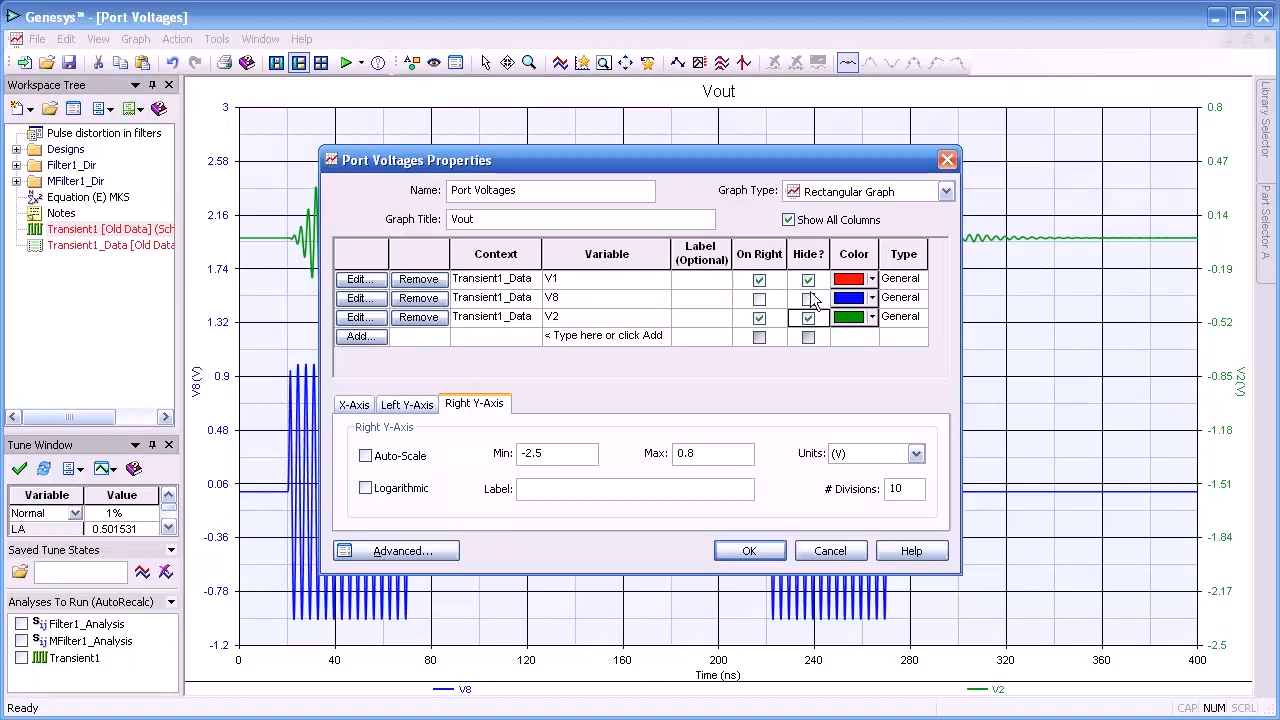 Genesys™ - [Port Voltages]
File Edit View Graph Action Tools Window Help
Workspace Tree
Pulse distortion in filters
Designs
Filter1_Dir
MFilter1_Dir
Equation (E) MKS
Notes
Transient1 [Old Data] (Sch
Transient1_Data [Old Data
Tune Window
Variable Value
Normal 1%
LA 0.501531
Saved Tune States
Analyses To Run (AutoRecalc)
Filter1_Analysis
MFilter1_Analysis
Transient1
Ready
Vout
3
2.58
2.16
1.74
1.32
0.9
0.48
0.06
-0.36
-0.78
-1.2
V8(V)
0 40 80 120 160 200 240 280 320 360 400
Time (ns)
V8 V2
0.8
0.47
0.14
-0.19
-0.52
-0.85
-1.18
-1.51
-1.84
-2.17
-2.5
V2(V)
Library Selector
Part Selector A
Port Voltages Properties
Name: Port Voltages Graph Type: Rectangular Graph
Graph Title: Vout Show All Columns
Context Variable Label (Optional) On Right Hide? Color Type
Edit... Remove Transient1_Data V1 General
Edit... Remove Transient1_Data V8 General
Edit... Remove Transient1_Data V2 General
Add... < Type here or click Add
X-Axis Left Y-Axis Right Y-Axis
Right Y-Axis
Auto-Scale Min: -2.5 Max: 0.8 Units: (V)
Logarithmic Label: # Divisions: 10
Advanced... OK Cancel Help
CAP NUM SCRL